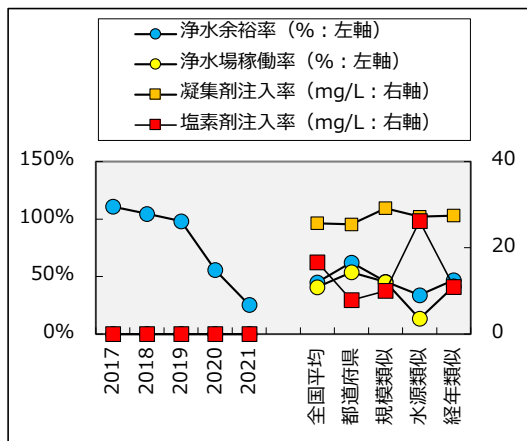 浄水余裕率（%：左軸）
浄水場稼働率（%：左軸）
凝集剤注入率（mg/L：右軸）
塩素剤注入率（mg/L：右軸）
150%
100%
50%
0%
40
20
0
2017
2018
2019
2020
2021
全国平均
都道府県
規模類似
水源類似
経年類似